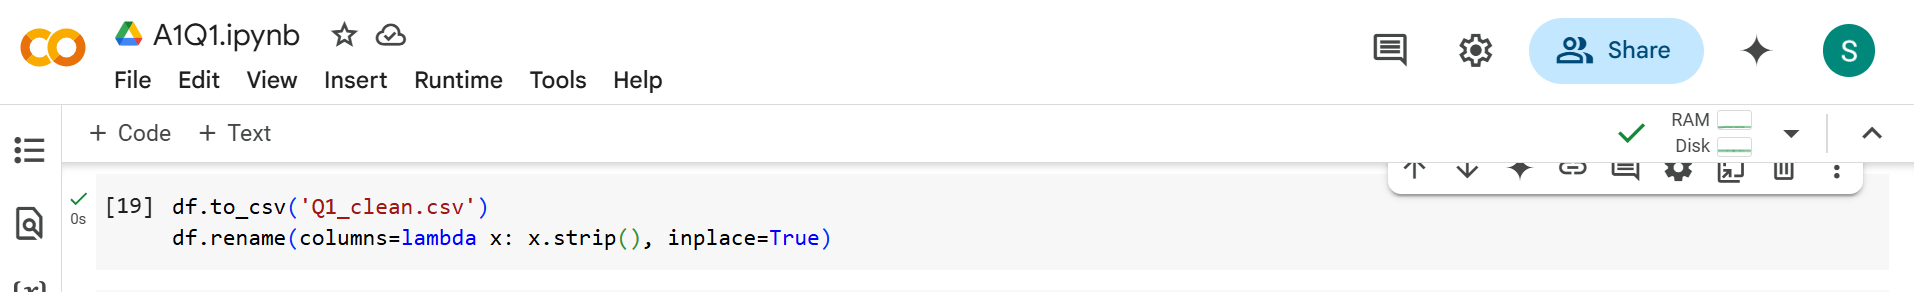 A1Q1.ipynb
File Edit View Insert Runtime Tools Help
Share
S
+ Code + Text
RAM
Disk
[19] df.to_csv('Q1_clean.csv')
0s
df.rename(columns=lambda x: x.strip(), inplace=True)